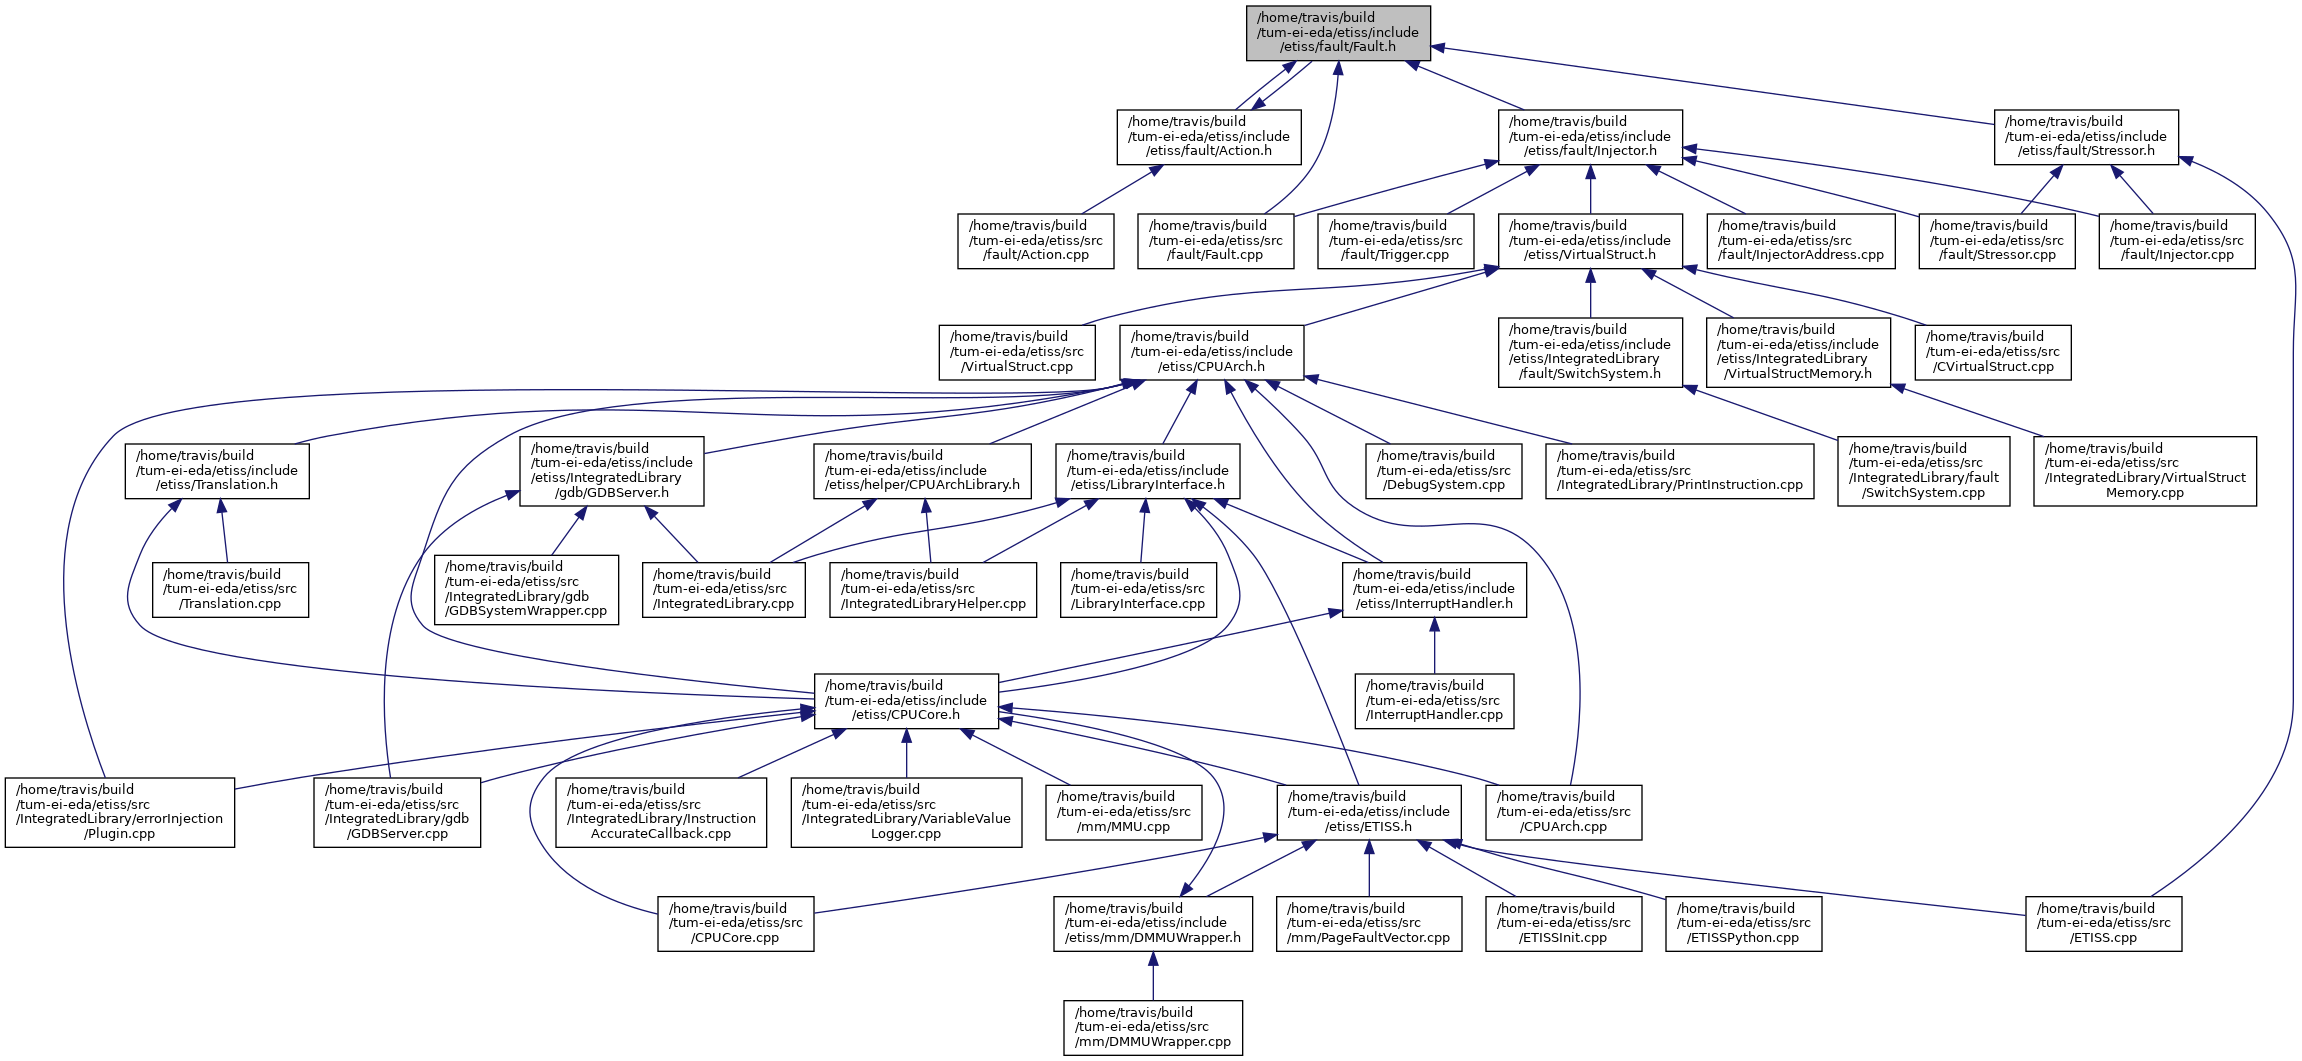 /home/travis/build
/tum-ei-eda/etiss/include
/etiss/fault/Fault.h
/home/travis/build
/tum-ei-eda/etiss/include
/etiss/fault/Action.h
/home/travis/build
/tum-ei-eda/etiss/include
/etiss/fault/Injector.h
/home/travis/build
/tum-ei-eda/etiss/include
/etiss/fault/Stressor.h
/home/travis/build
/tum-ei-eda/etiss/src
/fault/Action.cpp
/home/travis/build
/tum-ei-eda/etiss/src
/fault/Fault.cpp
/home/travis/build
/tum-ei-eda/etiss/src
/fault/Trigger.cpp
/home/travis/build
/tum-ei-eda/etiss/include
/etiss/VirtualStruct.h
/home/travis/build
/tum-ei-eda/etiss/src
/fault/InjectorAddress.cpp
/home/travis/build
/tum-ei-eda/etiss/src
/fault/Stressor.cpp
/home/travis/build
/tum-ei-eda/etiss/src
/fault/Injector.cpp
/home/travis/build
/tum-ei-eda/etiss/src
/VirtualStruct.cpp
/home/travis/build
/tum-ei-eda/etiss/include
/etiss/CPUArch.h
/home/travis/build
/tum-ei-eda/etiss/include
/etiss/IntegratedLibrary
/fault/SwitchSystem.h
/home/travis/build
/tum-ei-eda/etiss/include
/etiss/IntegratedLibrary
/VirtualStructMemory.h
/home/travis/build
/tum-ei-eda/etiss/src
/CVirtualStruct.cpp
/home/travis/build
/tum-ei-eda/etiss/include
/etiss/Translation.h
/home/travis/build
/tum-ei-eda/etiss/include
/etiss/IntegratedLibrary
/gdb/GDBServer.h
/home/travis/build
/tum-ei-eda/etiss/include
/etiss/helper/CPUArchLibrary.h
/home/travis/build
/tum-ei-eda/etiss/include
/etiss/LibraryInterface.h
/home/travis/build
/tum-ei-eda/etiss/src
/DebugSystem.cpp
/home/travis/build
/tum-ei-eda/etiss/src
/IntegratedLibrary/PrintInstruction.cpp
/home/travis/build
/tum-ei-eda/etiss/src
/IntegratedLibrary/fault
/SwitchSystem.cpp
/home/travis/build
/tum-ei-eda/etiss/src
/IntegratedLibrary/VirtualStruct
Memory.cpp
/home/travis/build
/tum-ei-eda/etiss/src
/Translation.cpp
/home/travis/build
/tum-ei-eda/etiss/src
/IntegratedLibrary/gdb
/GDBSystemWrapper.cpp
/home/travis/build
/tum-ei-eda/etiss/src
/IntegratedLibrary.cpp
/home/travis/build
/tum-ei-eda/etiss/src
/IntegratedLibraryHelper.cpp
/home/travis/build
/tum-ei-eda/etiss/src
/LibraryInterface.cpp
/home/travis/build
/tum-ei-eda/etiss/include
/etiss/InterruptHandler.h
/home/travis/build
/tum-ei-eda/etiss/include
/etiss/CPUCore.h
/home/travis/build
/tum-ei-eda/etiss/src
/InterruptHandler.cpp
/home/travis/build
/tum-ei-eda/etiss/src
/IntegratedLibrary/errorInjection
/Plugin.cpp
/home/travis/build
/tum-ei-eda/etiss/src
/IntegratedLibrary/gdb
/GDBServer.cpp
/home/travis/build
/tum-ei-eda/etiss/src
/IntegratedLibrary/Instruction
AccurateCallback.cpp
/home/travis/build
/tum-ei-eda/etiss/src
/IntegratedLibrary/VariableValue
Logger.cpp
/home/travis/build
/tum-ei-eda/etiss/src
/mm/MMU.cpp
/home/travis/build
/tum-ei-eda/etiss/include
/etiss/ETISS.h
/home/travis/build
/tum-ei-eda/etiss/src
/CPUArch.cpp
/home/travis/build
/tum-ei-eda/etiss/src
/CPUCore.cpp
/home/travis/build
/tum-ei-eda/etiss/include
/etiss/mm/DMMUWrapper.h
/home/travis/build
/tum-ei-eda/etiss/src
/mm/PageFaultVector.cpp
/home/travis/build
/tum-ei-eda/etiss/src
/ETISSInit.cpp
/home/travis/build
/tum-ei-eda/etiss/src
/ETISSPython.cpp
/home/travis/build
/tum-ei-eda/etiss/src
/ETISS.cpp
/home/travis/build
/tum-ei-eda/etiss/src
/mm/DMMUWrapper.cpp